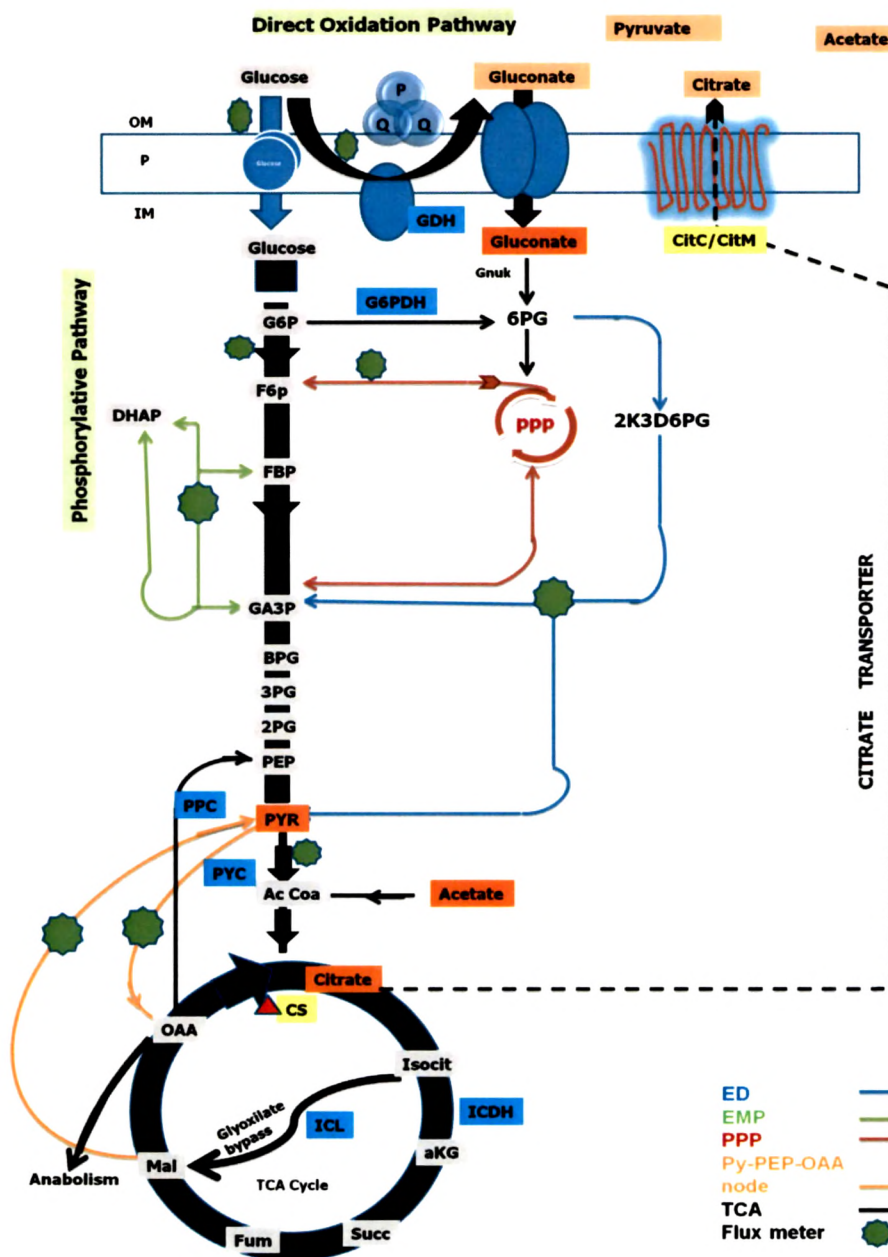 Direct Oxidation Pathway
Pyruvate
Acetate
Glucose
Gluconate
Citrate
P
Q Q
OM
P
IM
Glucose
GDH
Glucose
Gluconate
CitC/CitM
Gnuk
G6PDH
G6P
6PG
Phosphorylative Pathway
F6p
DHAP
PPP
2K3D6PG
FBP
GA3P
BPG
3PG
2PG
PEP
CITRATE TRANSPORTER
PPC
PYR
PYC
Ac Coa
Acetate
Citrate
CS
OAA
Isocit
Glyoxilate
bypass
ICL
ICDH
Anabolism
Mal
aKG
TCA Cycle
Fum
Succ
ED
EMP
PPP
Py-PEP-OAA
node
TCA
Flux meter